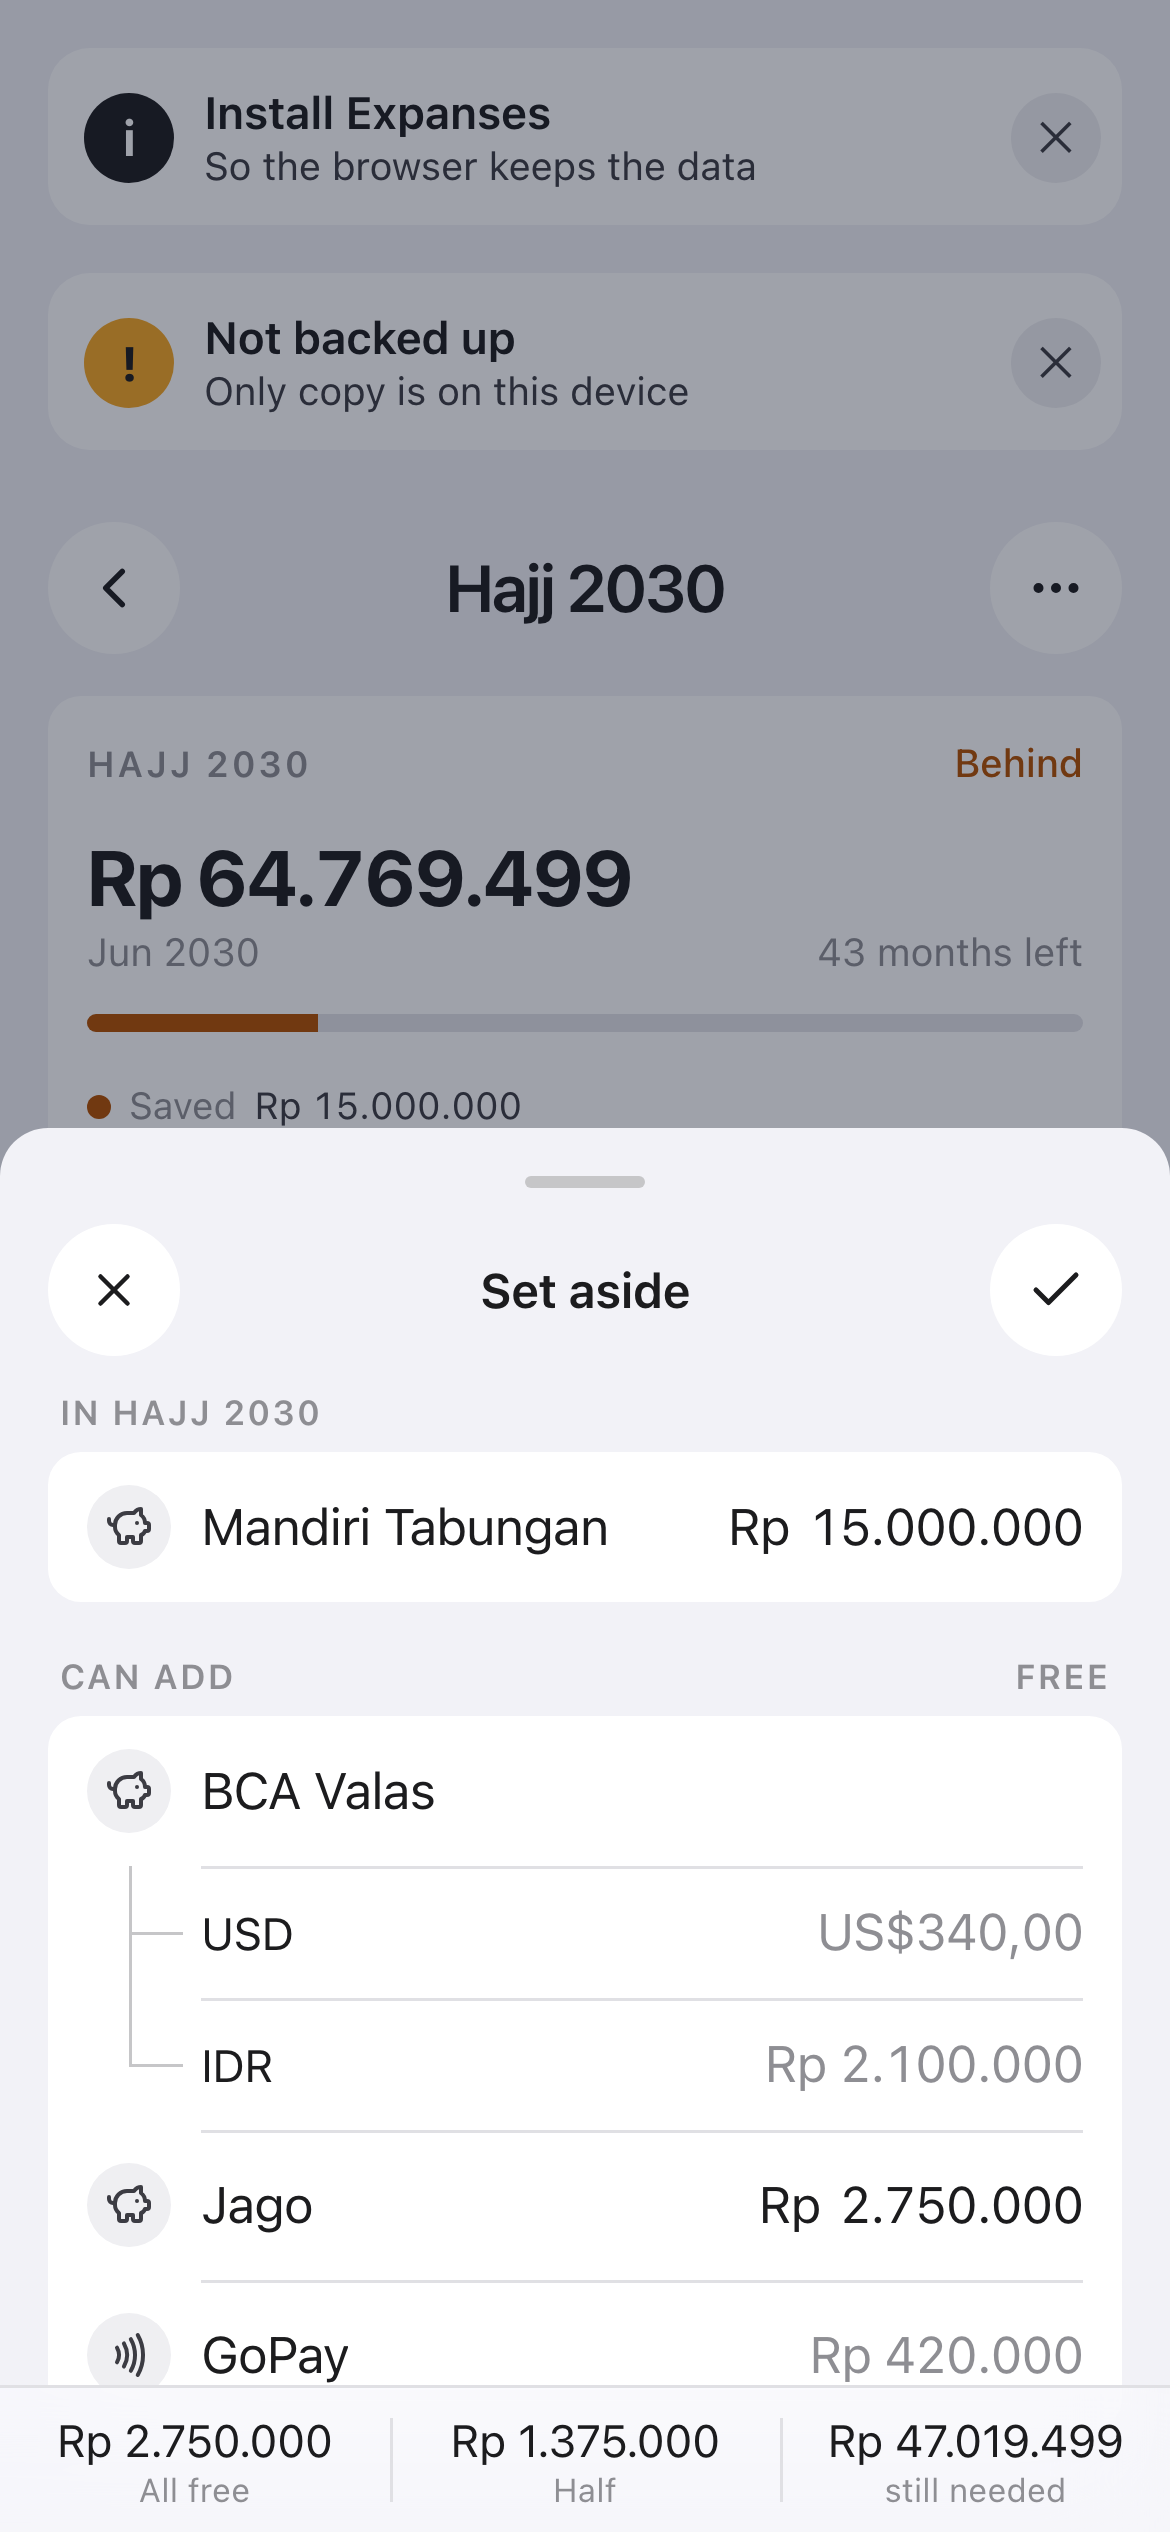 Install Expanses
So the browser keeps the data
Not backed up
Only copy is on this device
Hajj 2030
HAJJ 2030
Behind
Rp 64.769.499
Jun 2030
43 months left
Saved Rp 15.000.000
Set aside
IN HAJJ 2030
Mandiri Tabungan Rp 15.000.000
CAN ADD FREE
BCA Valas
USD US$340,00
IDR Rp 2.100.000
Jago Rp 2.750.000
GoPay Rp 420.000
Rp 2.750.000
All free
Rp 1.375.000
Half
Rp 47.019.499
still needed